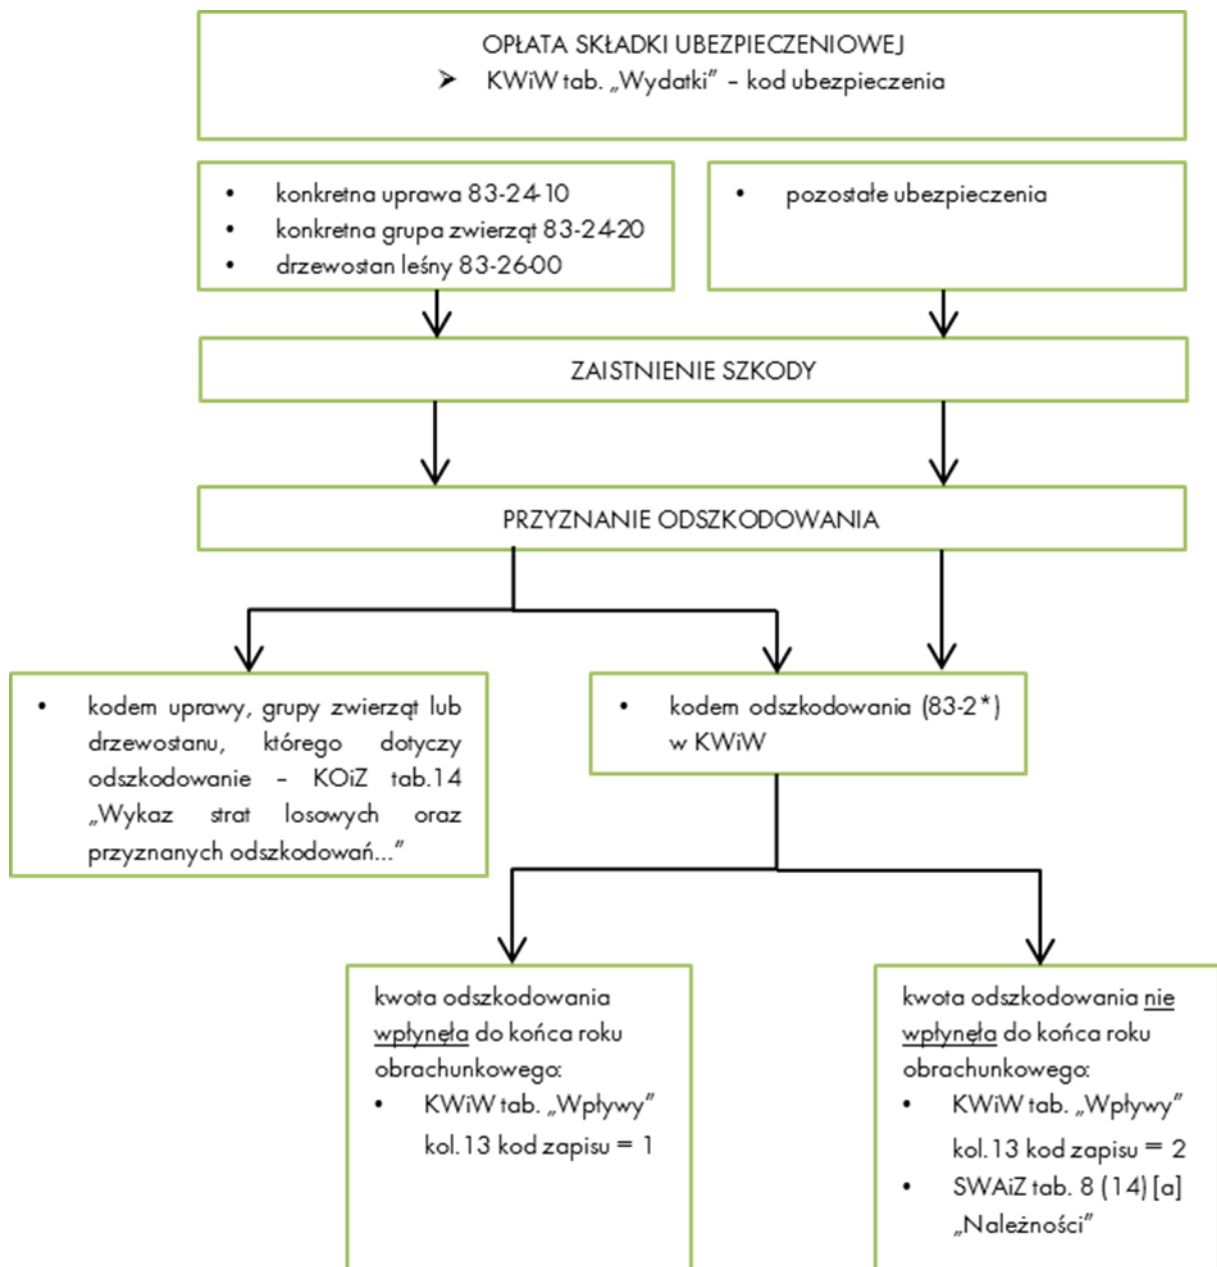 OPŁATA SKŁADKI UBEZPIECZENIOWEJ
➢ KWiW tab. „Wydatki” – kod ubezpieczenia
• konkretna uprawa 83-24-10
• konkretna grupa zwierząt 83-24-20
• drzewostan leśny 83-26-00
• pozostałe ubezpieczenia
ZAISTNIENIE SZKODY
PRZYZNANIE ODSZKODOWANIA
• kodem uprawy, grupy zwierząt lub
drzewostanu, którego dotyczy
odszkodowanie – KOiZ tab.14
„Wykaz strat losowych oraz
przyznanych odszkodowań...”
• kodem odszkodowania (83-2*)
w KWiW
kwota odszkodowania
wpłynęła do końca roku
obrachunkowego:
• KWiW tab. „Wpływy”
kol.13 kod zapisu = 1
kwota odszkodowania nie
wpłynęła do końca roku
obrachunkowego:
• KWiW tab. „Wpływy”
kol.13 kod zapisu = 2
• SWAiZ tab. 8 (14) [a]
„Należności”